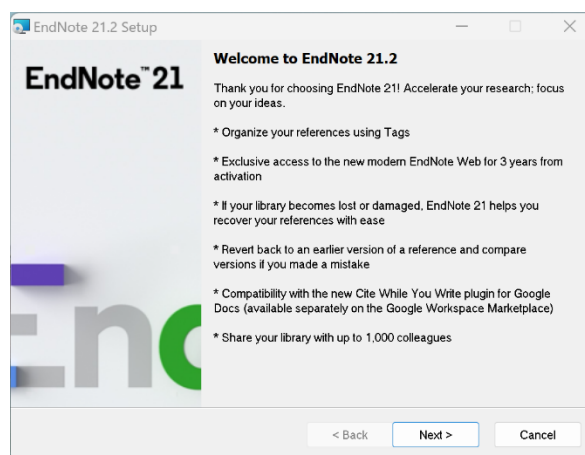 EndNote 21.2 Setup
EndNote™ 21
Welcome to EndNote 21.2
Thank you for choosing EndNote 21! Accelerate your research; focus
on your ideas.
* Organize your references using Tags
* Exclusive access to the new modern EndNote Web for 3 years from
activation
* If your library becomes lost or damaged, EndNote 21 helps you
recover your references with ease
* Revert back to an earlier version of a reference and compare
versions if you made a mistake
* Compatibility with the new Cite While You Write plugin for Google
Docs (available separately on the Google Workspace Marketplace)
* Share your library with up to 1,000 colleagues
< Back
Next >
Cancel